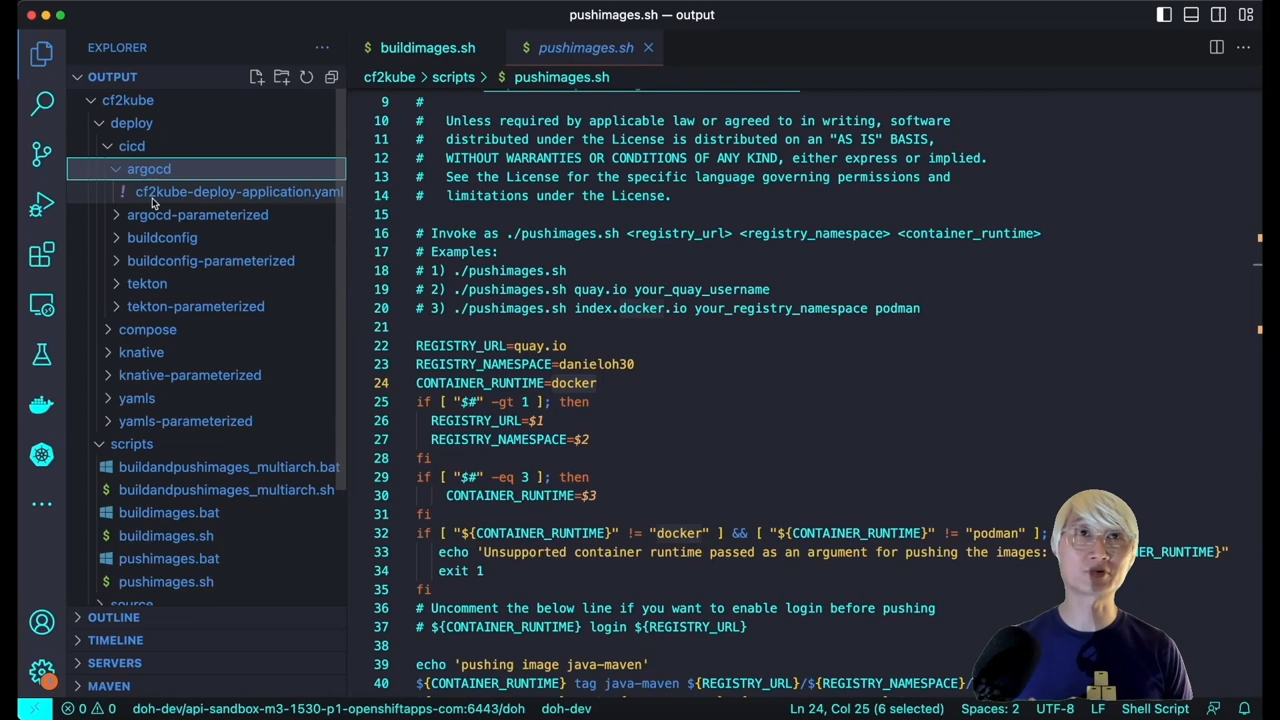 pushimages.sh — output
EXPLORER
OUTPUT
cf2kube
deploy
cicd
argocd
! cf2kube-deploy-application.yaml
argocd-parameterized
buildconfig
buildconfig-parameterized
tekton
tekton-parameterized
compose
knative
knative-parameterized
yamls
yamls-parameterized
scripts
buildandpushimages_multiarch.bat
$ buildandpushimages_multiarch.sh
buildimages.bat
$ buildimages.sh
pushimages.bat
$ pushimages.sh
source
OUTLINE
TIMELINE
SERVERS
MAVEN
$ buildimages.sh
$ pushimages.sh
cf2kube > scripts > $ pushimages.sh
9 #
10 #   Unless required by applicable law or agreed to in writing, software
11 #   distributed under the License is distributed on an "AS IS" BASIS,
12 #   WITHOUT WARRANTIES OR CONDITIONS OF ANY KIND, either express or implied.
13 #   See the License for the specific language governing permissions and
14 #   limitations under the License.
15
16 # Invoke as ./pushimages.sh <registry_url> <registry_namespace> <container_runtime>
17 # Examples:
18 # 1) ./pushimages.sh
19 # 2) ./pushimages.sh quay.io your_quay_username
20 # 3) ./pushimages.sh index.docker.io your_registry_namespace podman
21
22 REGISTRY_URL=quay.io
23 REGISTRY_NAMESPACE=danieloh30
24 CONTAINER_RUNTIME=docker
25 if [ "$#" -gt 1 ]; then
26   REGISTRY_URL=$1
27   REGISTRY_NAMESPACE=$2
28 fi
29 if [ "$#" -eq 3 ]; then
30     CONTAINER_RUNTIME=$3
31 fi
32 if [ "${CONTAINER_RUNTIME}" != "docker" ] && [ "${CONTAINER_RUNTIME}" != "podman" ];
33    echo 'Unsupported container runtime passed as an argument for pushing the images: ER_RUNTIME}"
34    exit 1
35 fi
36 # Uncomment the below line if you want to enable login before pushing
37 # ${CONTAINER_RUNTIME} login ${REGISTRY_URL}
38
39 echo 'pushing image java-maven'
40 ${CONTAINER_RUNTIME} tag java-maven ${REGISTRY_URL}/${REGISTRY_NAMESPACE}/
0 0 doh-dev/api-sandbox-m3-1530-p1-openshiftapps-com:6443/doh doh-dev Ln 24, Col 25 (6 selected) Spaces: 2 UTF-8 LF Shell Script